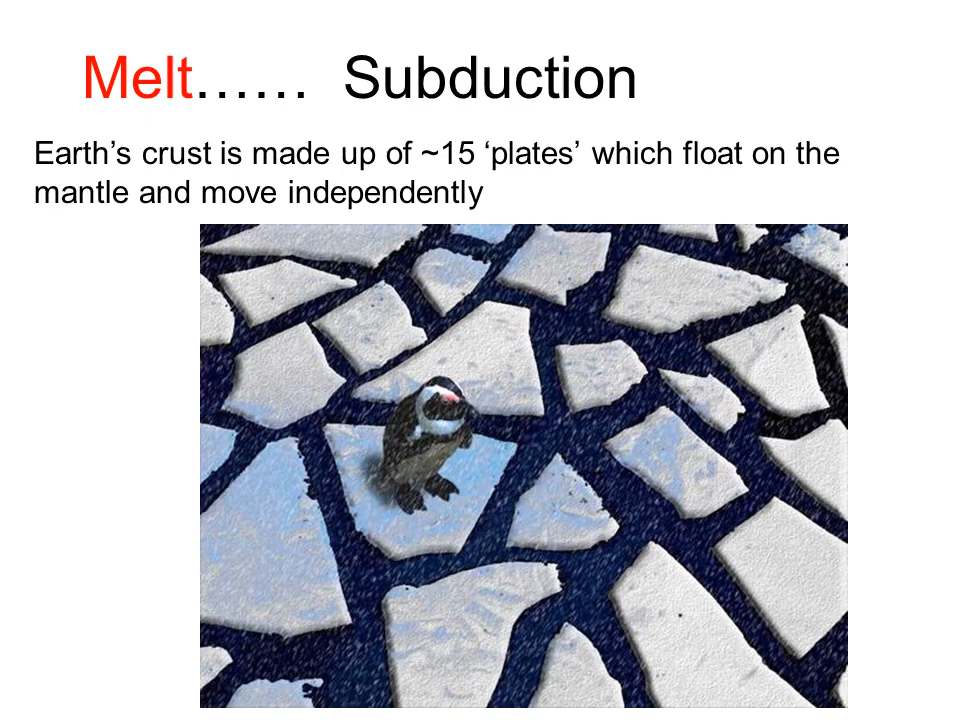 Melt…… Subduction
Earth’s crust is made up of ~15 ‘plates’ which float on the
mantle and move independently